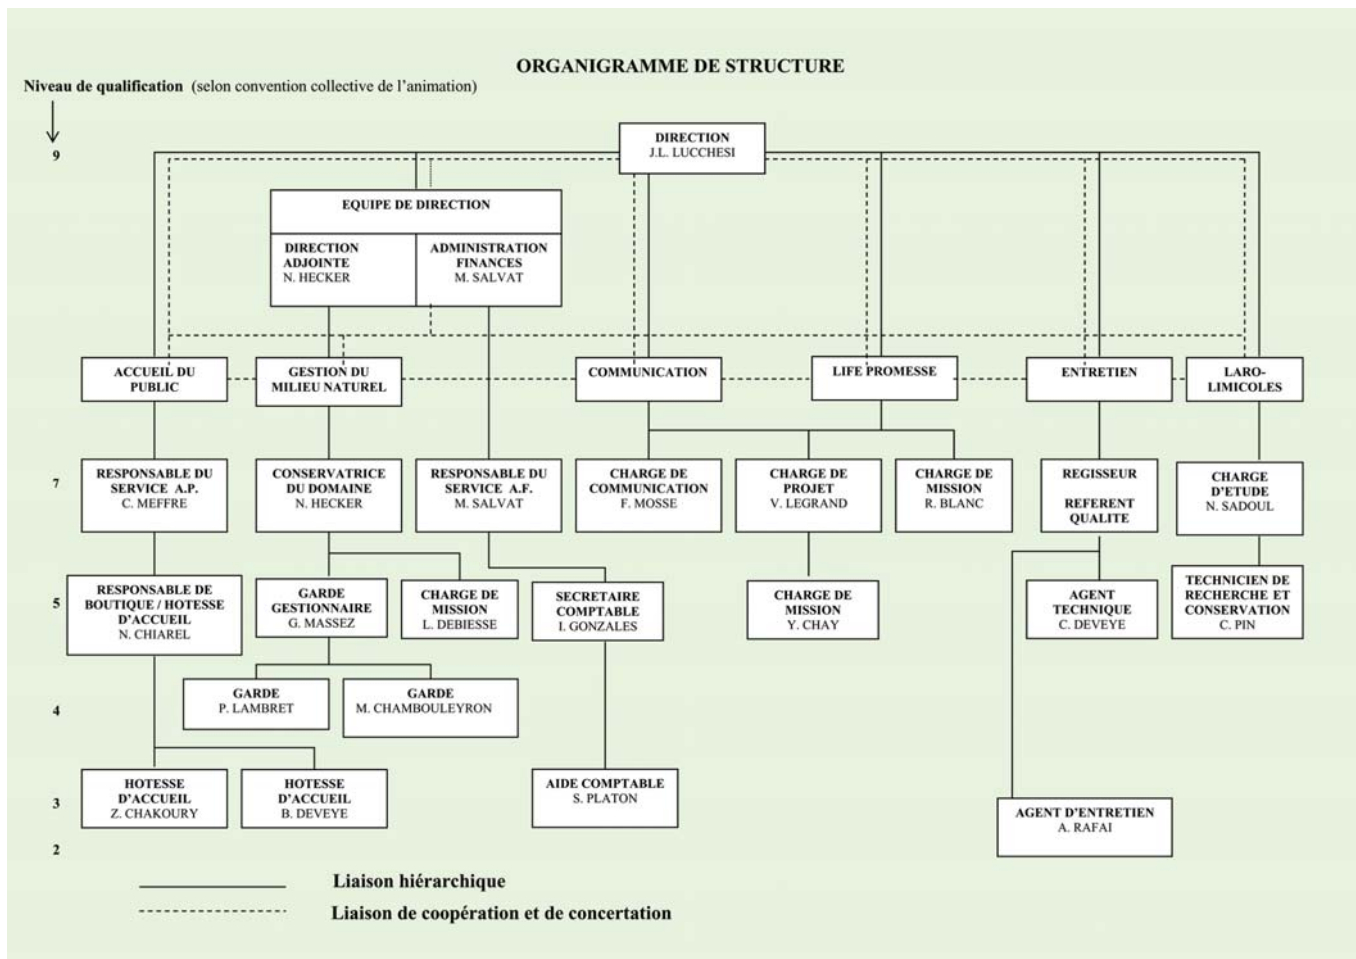 ORGANIGRAMME DE STRUCTURE
Niveau de qualification (selon convention collective de l'animation)
9
DIRECTION
J.L. LUCCHESI
EQUIPE DE DIRECTION
DIRECTION
ADJOINTE
N. HECKER
ADMINISTRATION
FINANCES
M. SALVAT
ACCUEIL DU
PUBLIC
GESTION DU
MILIEU NATUREL
COMMUNICATION
LIFE PROMESSE
ENTRETIEN
LARO-
LIMICOLES
7
RESPONSABLE DU
SERVICE A.P.
C. MEFFRE
CONSERVATRICE
DU DOMAINE
N. HECKER
RESPONSABLE DU
SERVICE A.F.
M. SALVAT
CHARGE DE
COMMUNICATION
F. MOSSE
CHARGE DE
PROJET
V. LEGRAND
CHARGE DE
MISSION
R. BLANC
REGISSEUR
REFERENT
QUALITE
CHARGE
D'ETUDE
N. SADOUL
5
RESPONSABLE DE
BOUTIQUE / HOTESSE
D'ACCUEIL
N. CHIAREL
GARDE
GESTIONNAIRE
G. MASSEZ
CHARGE DE
MISSION
L. DEBIESSE
SECRETAIRE
COMPTABLE
I. GONZALES
CHARGE DE
MISSION
Y. CHAY
AGENT
TECHNIQUE
C. DEVEYE
TECHNICIEN DE
RECHERCHE ET
CONSERVATION
C. PIN
4
GARDE
P. LAMBRET
GARDE
M. CHAMBOULEYRON
3
HOTESSE
D'ACCUEIL
Z. CHAKOURY
HOTESSE
D'ACCUEIL
B. DEVEYE
AIDE COMPTABLE
S. PLATON
AGENT D'ENTRETIEN
A. RAFAI
2
Liaison hiérarchique
Liaison de coopération et de concertation